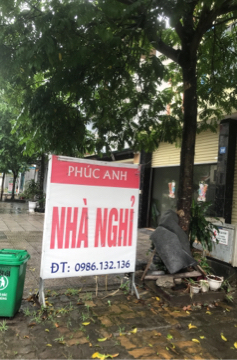 PHÚC ANH
NHÀ NGHỈ
ĐT: 0986.132.136